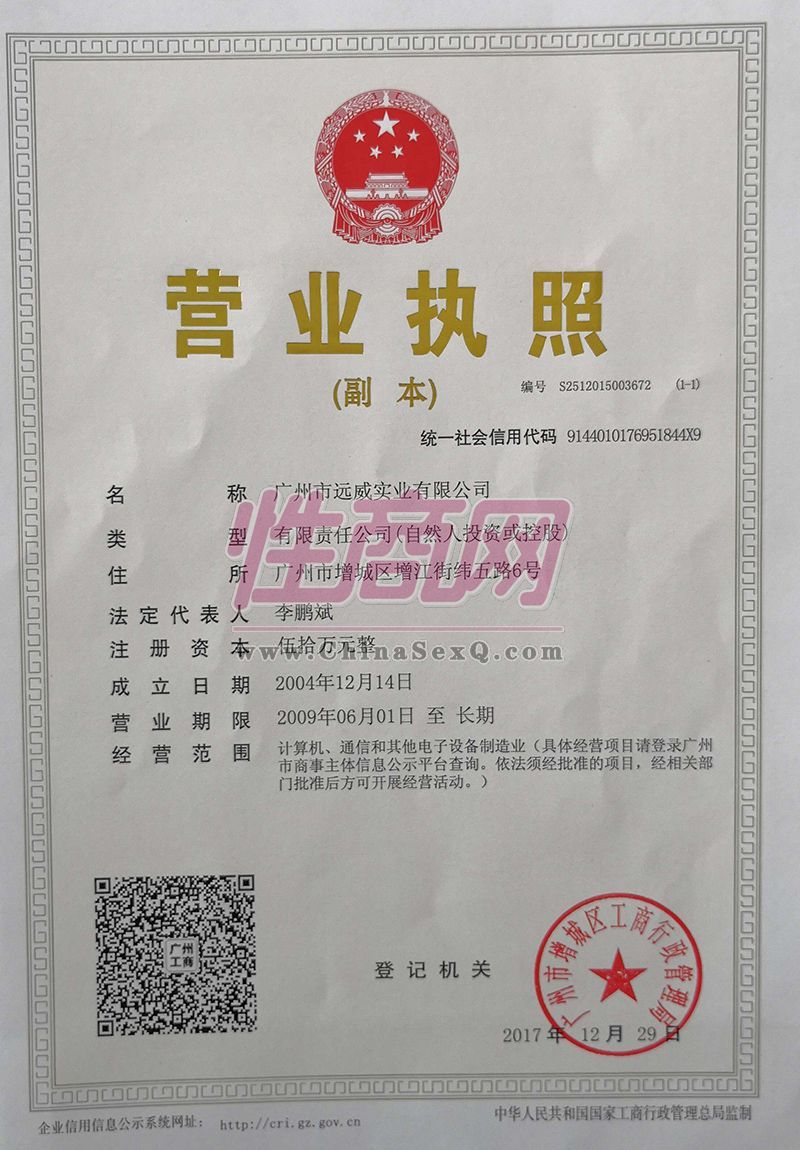 营业执照
(副 本)
编号 S2512015003672 (1-1)
统一社会信用代码 91440101769518​44X9
名 称 广州市远威实业有限公司
类 型 有限责任公司(自然人投资或控股)
住 所 广州市增城区增江街纬五路6号
法定代表人 李鹏斌
注册资本 伍拾万元整
性商网
www.ChinaSexQ.com
成立日期 2004年12月14日
营业期限 2009年06月01日 至 长期
经营范围 计算机、通信和其他电子设备制造业（具体经营项目请登录广州
市商事主体信息公示平台查询。依法须经批准的项目，经相关部
门批准后方可开展经营活动。）
广州
工商
登记机关
广州市增城区工商行政管理局
2017 年 12 月 29 日
企业信用信息公示系统网址： http://cri.gz.gov.cn
中华人民共和国国家工商行政管理总局监制